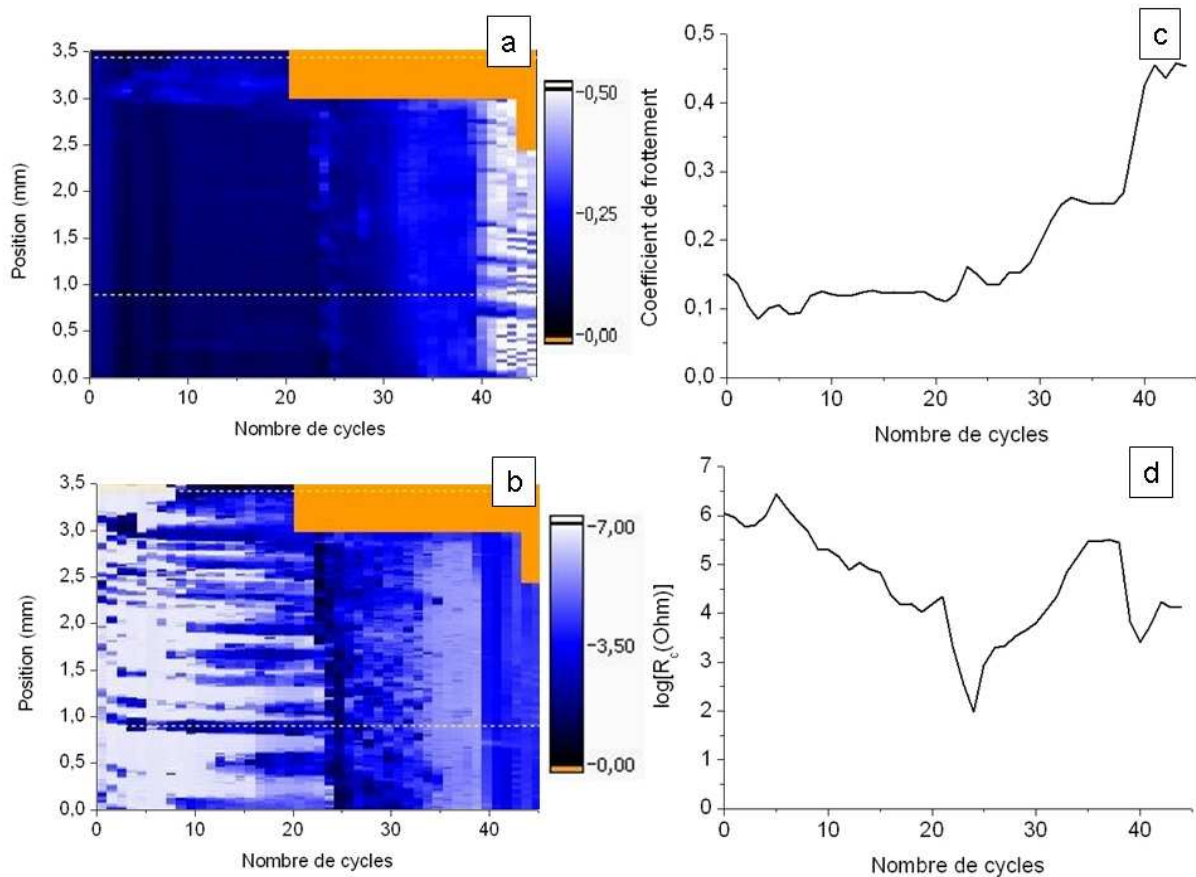 a
3,5
3,0
2,5
2,0
1,5
1,0
0,5
0,0
Position (mm)
0 10 20 30 40
Nombre de cycles
0,50
0,25
0,00
c
0,5
0,4
0,3
0,2
0,1
0,0
Coefficient de frottement
0 10 20 30 40
Nombre de cycles
b
3,5
3,0
2,5
2,0
1,5
1,0
0,5
0,0
Position (mm)
0 10 20 30 40
Nombre de cycles
7,00
3,50
0,00
d
7
6
5
4
3
2
1
0
log[R_c(Ohm)]
0 10 20 30 40
Nombre de cycles